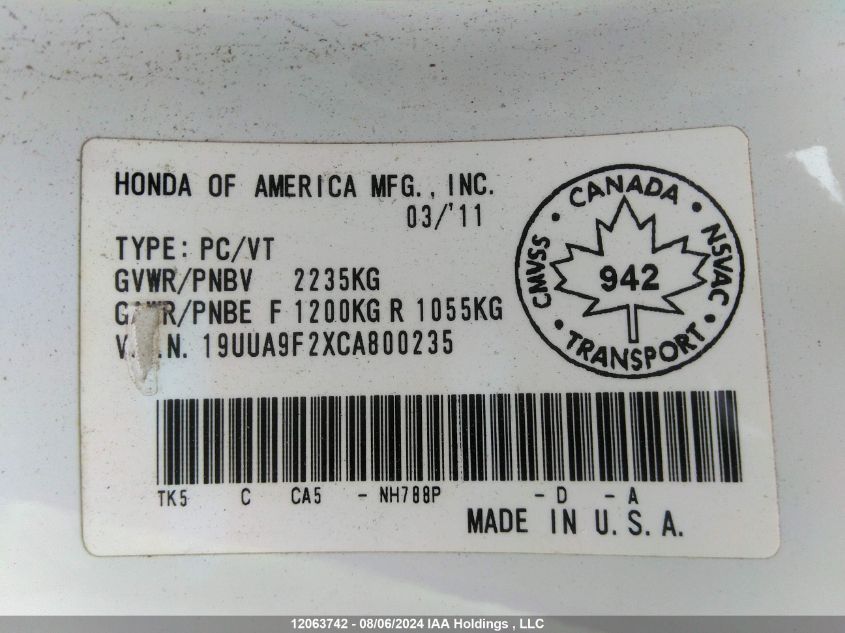 HONDA OF AMERICA MFG., INC.
03/'11
TYPE: PC/VT
GVWR/PNBV 2235KG
G R/PNBE F 1200KG R 1055KG
V. .N. 19UUA9F2XCA800235
CANADA
CMVSS
NSVAC
942
TRANSPORT
TK5 C CA5 - NH788P - D - A
MADE IN U.S.A.
12063742 - 08/06/2024 IAA Holdings , LLC